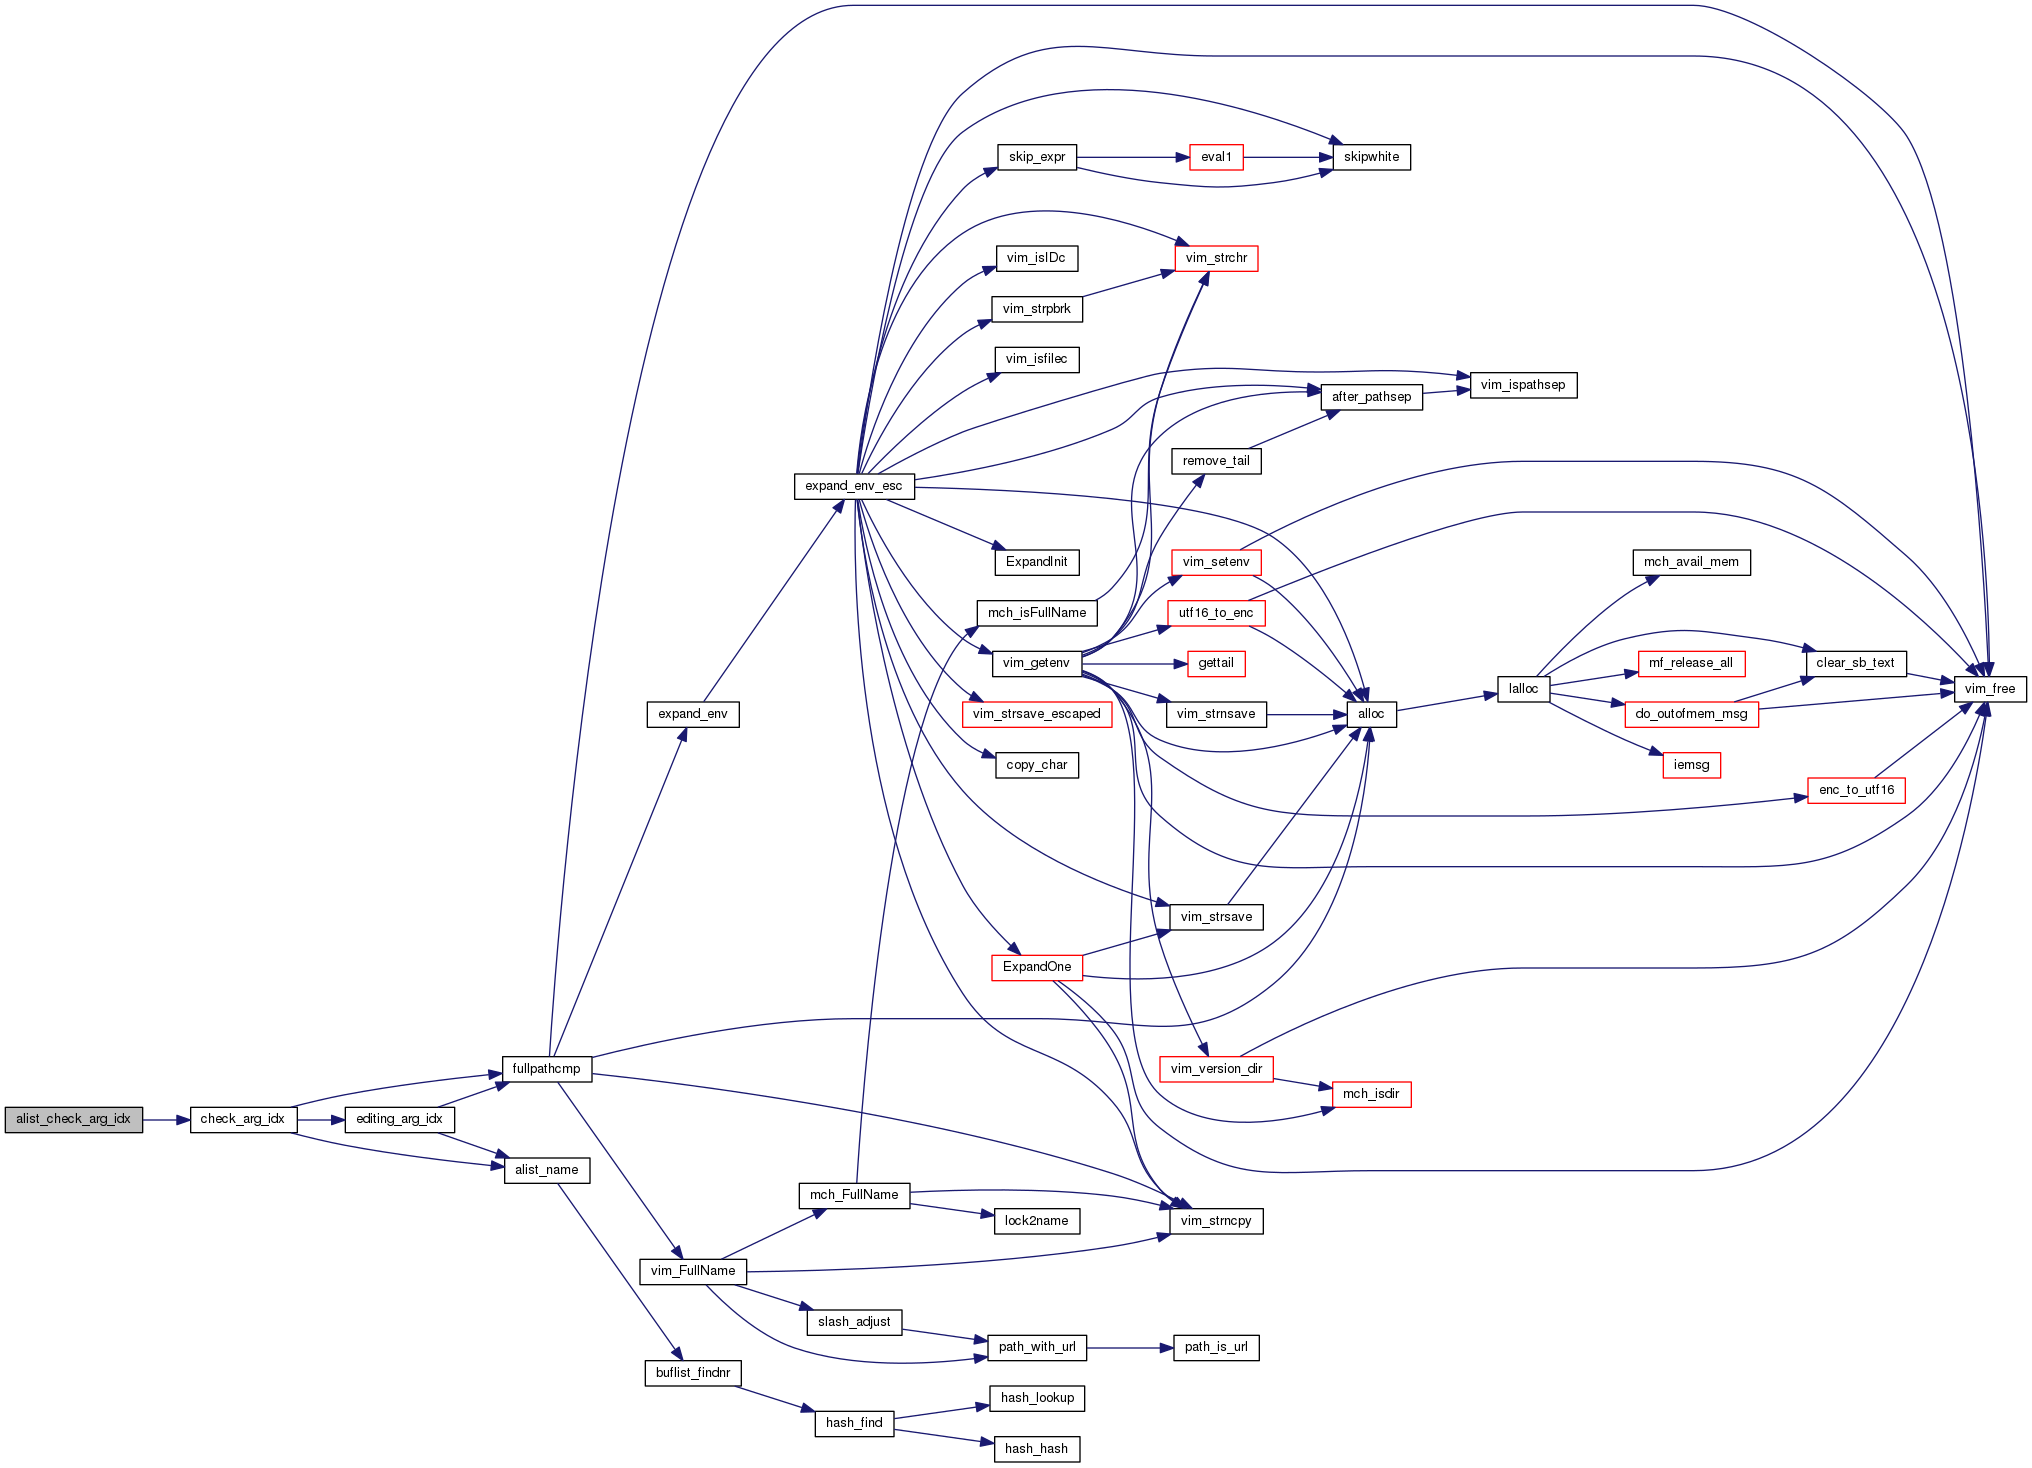 skip_expr
eval1
skipwhite
vim_isIDc
vim_strchr
vim_strpbrk
vim_isfilec
vim_ispathsep
after_pathsep
remove_tail
expand_env_esc
ExpandInit
vim_setenv
mch_avail_mem
mch_isFullName
utf16_to_enc
vim_getenv
gettail
mf_release_all
clear_sb_text
lalloc
vim_free
expand_env
vim_strsave_escaped
vim_strnsave
alloc
do_outofmem_msg
copy_char
iemsg
enc_to_utf16
vim_strsave
ExpandOne
fullpathcmp
vim_version_dir
mch_isdir
alist_check_arg_idx
check_arg_idx
editing_arg_idx
alist_name
mch_FullName
lock2name
vim_strncpy
vim_FullName
slash_adjust
path_with_url
path_is_url
buflist_findnr
hash_lookup
hash_find
hash_hash